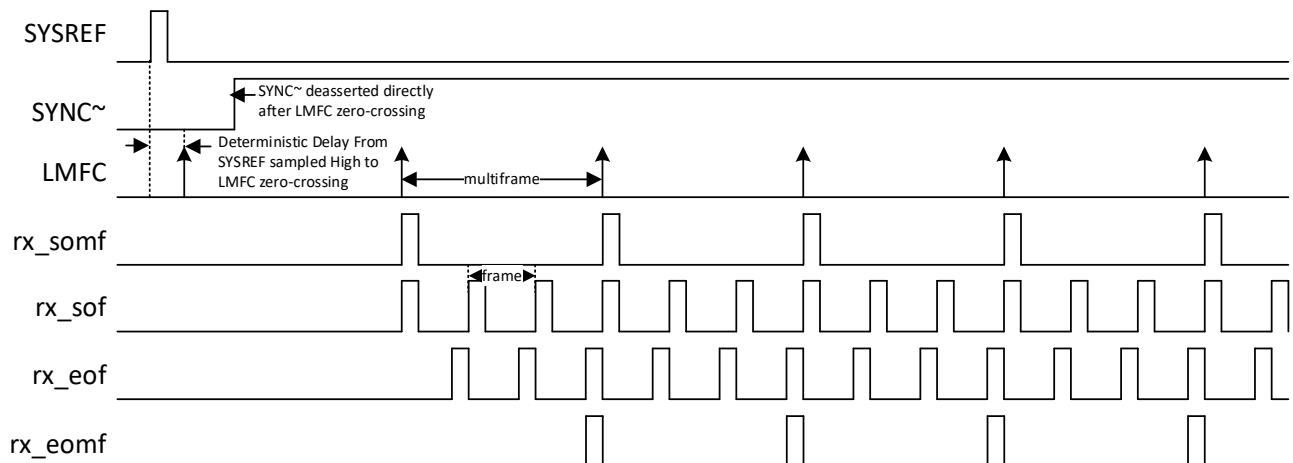 SYSREF
SYNC~
SYNC~ deasserted directly
after LMFC zero-crossing
Deterministic Delay From
SYSREF sampled High to
LMFC zero-crossing
LMFC
multiframe
rx_somf
frame
rx_sof
rx_eof
rx_eomf